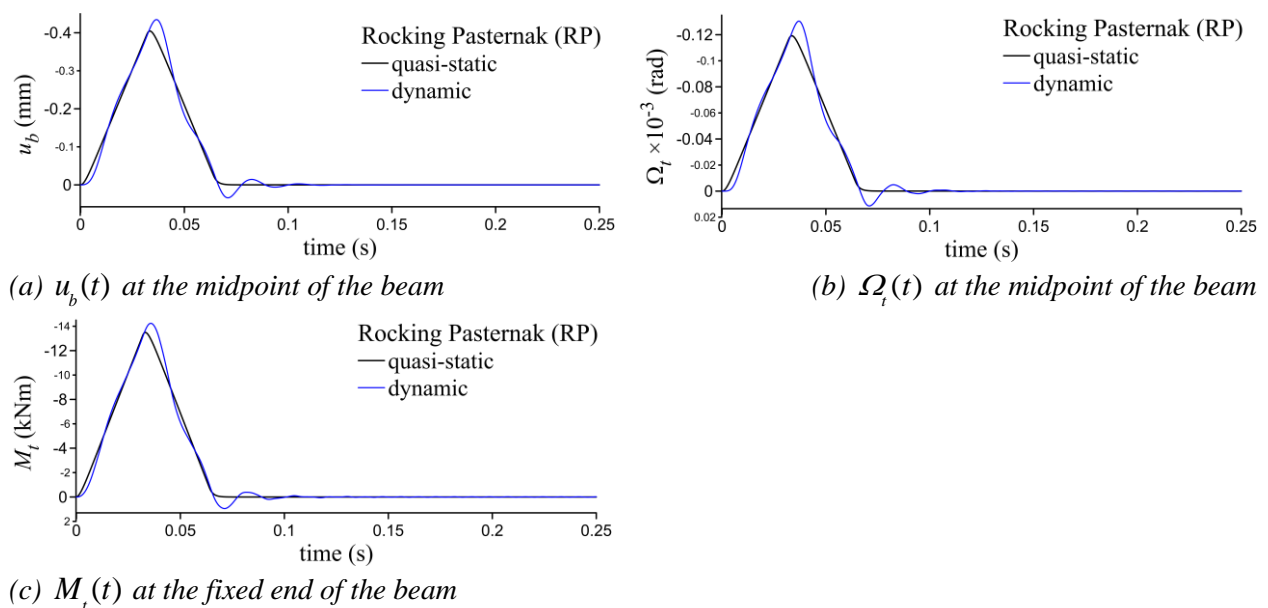 -0.4
-0.3
-0.2
-0.1
0
u_b (mm)
Rocking Pasternak (RP)
quasi-static
dynamic
0 0.05 0.1 0.15 0.2 0.25
time (s)
(a) u_b(t) at the midpoint of the beam
-0.12
-0.1
-0.08
-0.06
-0.04
-0.02
0
0.02
Ω_t ×10⁻³ (rad)
Rocking Pasternak (RP)
quasi-static
dynamic
0 0.05 0.1 0.15 0.2 0.25
time (s)
(b) Ω_t(t) at the midpoint of the beam
-14
-12
-10
-8
-6
-4
-2
0
2
M_t (kNm)
Rocking Pasternak (RP)
quasi-static
dynamic
0 0.05 0.1 0.15 0.2 0.25
time (s)
(c) M_t(t) at the fixed end of the beam